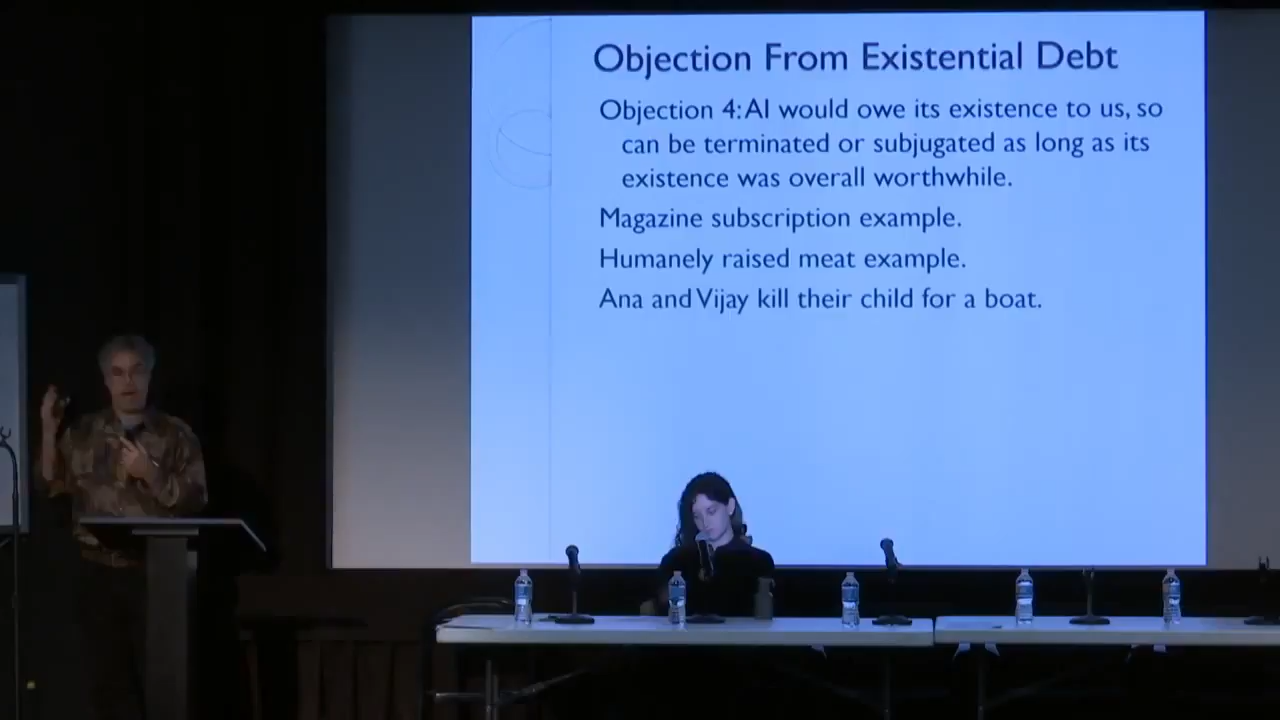 Objection From Existential Debt
Objection 4: AI would owe its existence to us, so
can be terminated or subjugated as long as its
existence was overall worthwhile.
Magazine subscription example.
Humanely raised meat example.
Ana and Vijay kill their child for a boat.